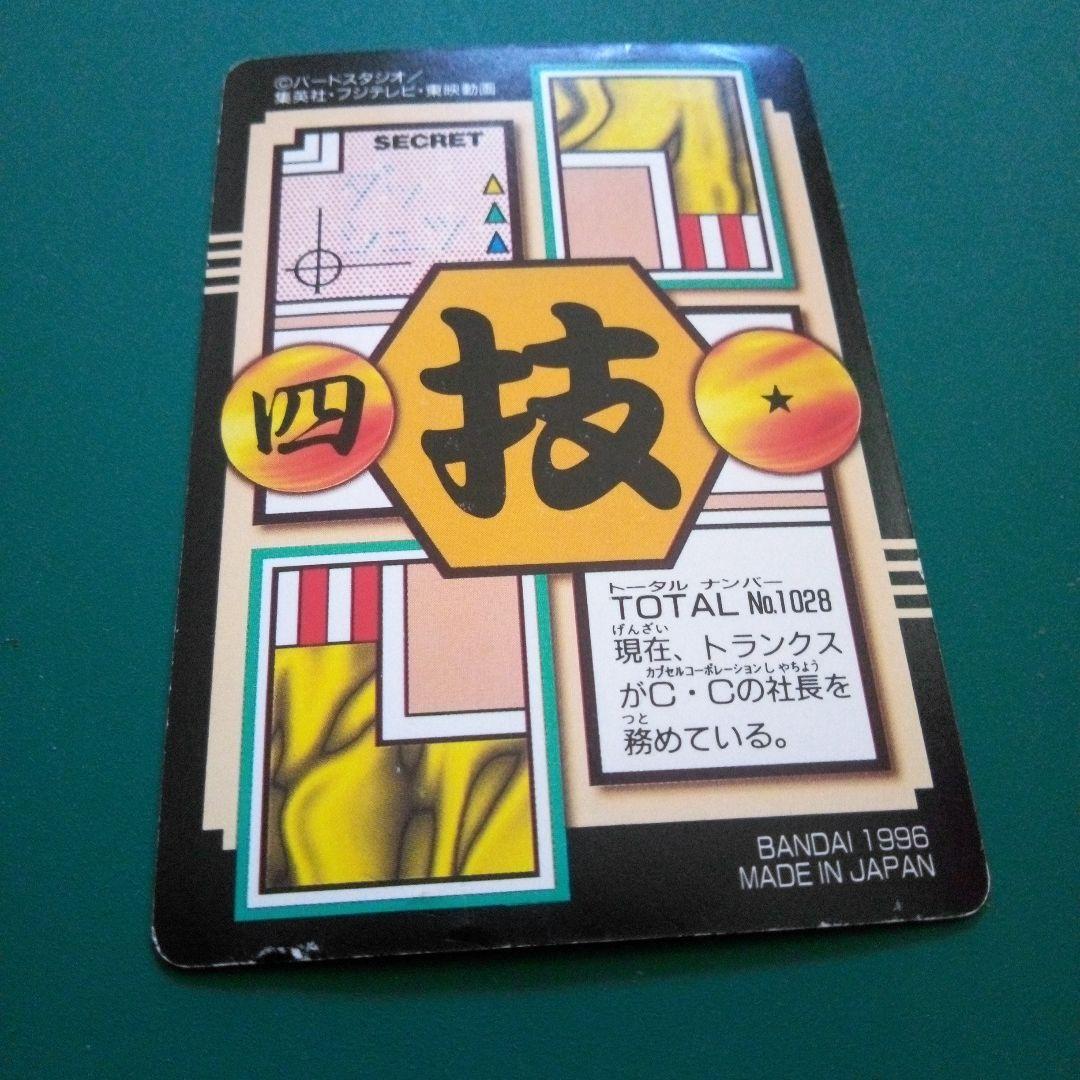 ©バードスタジオ／
集英社・フジテレビ・東映動画
SECRET
四
技
トータル ナンバー
TOTAL No.1028
げんざい
現在、トランクス
カプセルコーポレーション しゃちょう
がC・Cの社長を
つと
務めている。
BANDAI 1996
MADE IN JAPAN